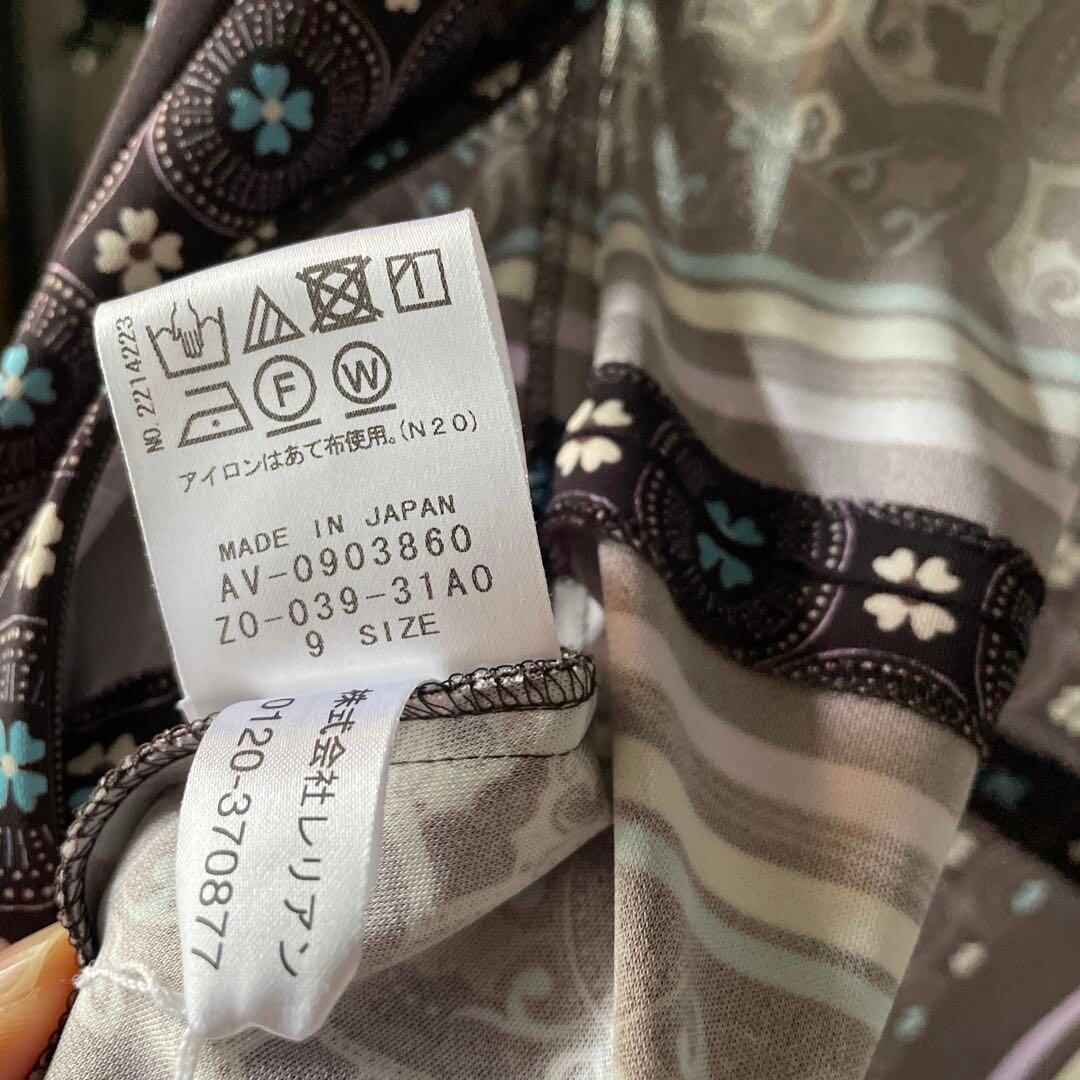 NO.2214223
F W
アイロンはあて布使用。(N20)
MADE IN JAPAN
AV-0903860
Z0-039-31A0
9 SIZE
株式会社レリアン
0120-370877